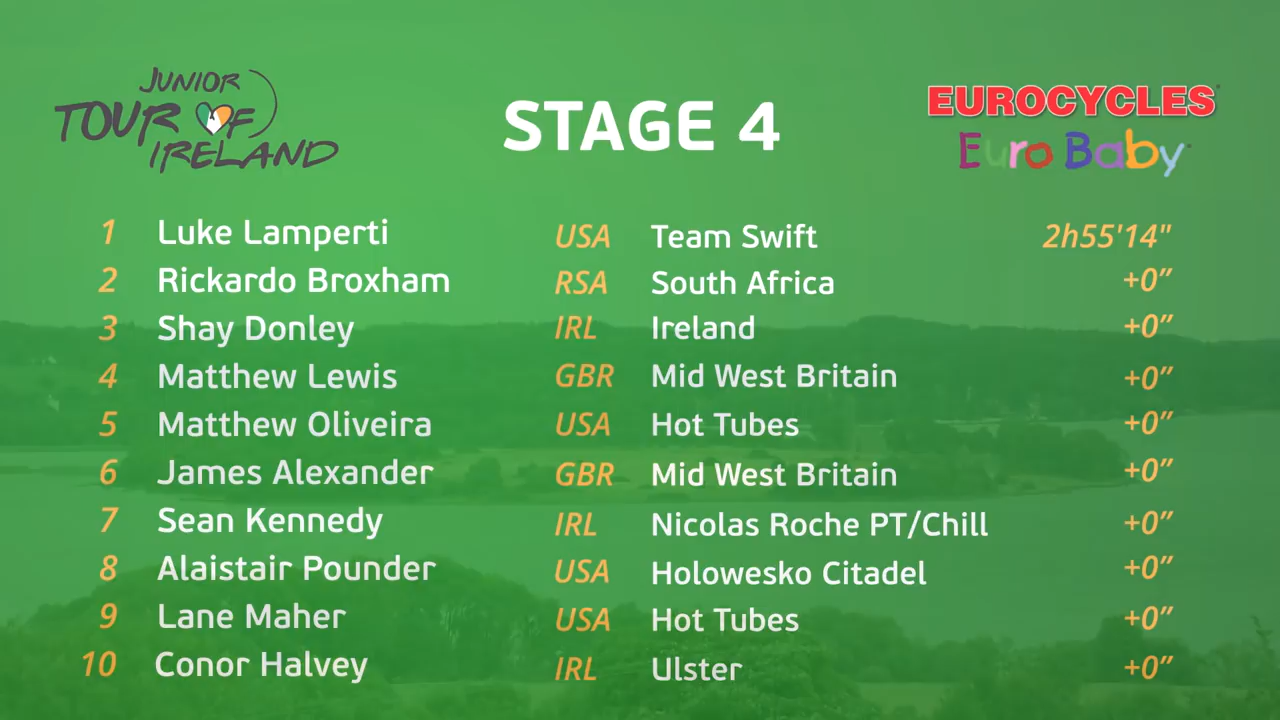 JUNIOR
TOUR OF
IRELAND
STAGE 4
EUROCYCLES
Euro Baby
1 Luke Lamperti USA Team Swift 2h55'14"
2 Rickardo Broxham RSA South Africa +0”
3 Shay Donley IRL Ireland +0”
4 Matthew Lewis GBR Mid West Britain +0”
5 Matthew Oliveira USA Hot Tubes +0”
6 James Alexander GBR Mid West Britain +0”
7 Sean Kennedy IRL Nicolas Roche PT/Chill +0”
8 Alaistair Pounder USA Holowesko Citadel +0”
9 Lane Maher USA Hot Tubes +0”
10 Conor Halvey IRL Ulster +0”